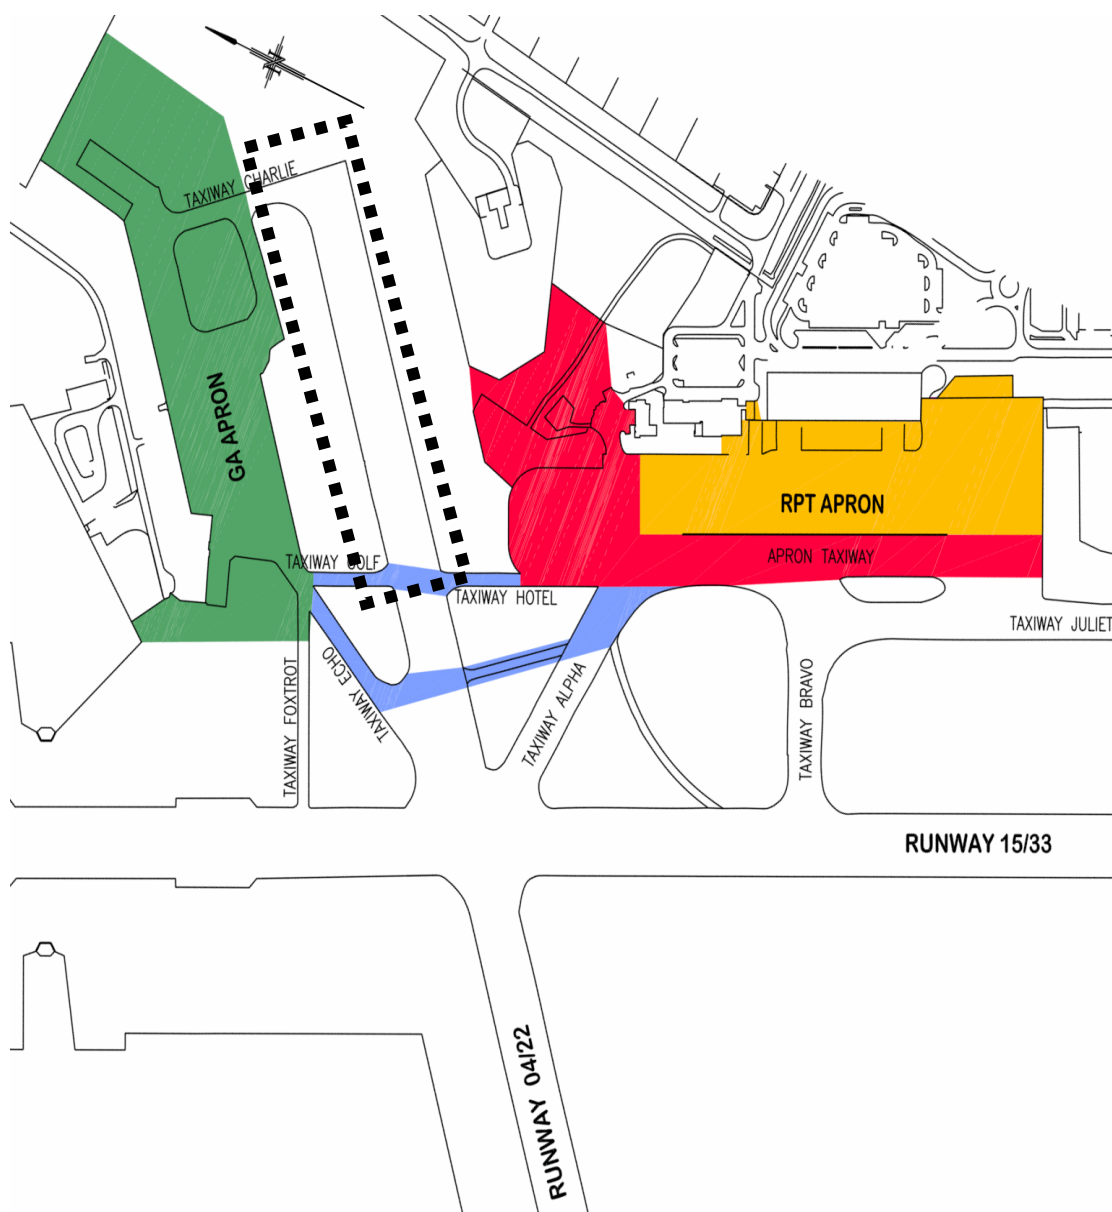 N
TAXIWAY CHARLIE
GA APRON
RPT APRON
APRON TAXIWAY
TAXIWAY GOLF
TAXIWAY HOTEL
TAXIWAY JULIET
TAXIWAY ECHO
TAXIWAY FOXTROT
TAXIWAY ALPHA
TAXIWAY BRAVO
RUNWAY 15/33
RUNWAY 04/22